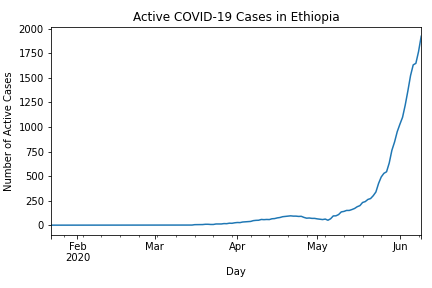 Active COVID-19 Cases in Ethiopia
2000
1750
1500
1250
1000
750
500
250
0
Number of Active Cases
Feb
2020
Mar
Apr
May
Jun
Day